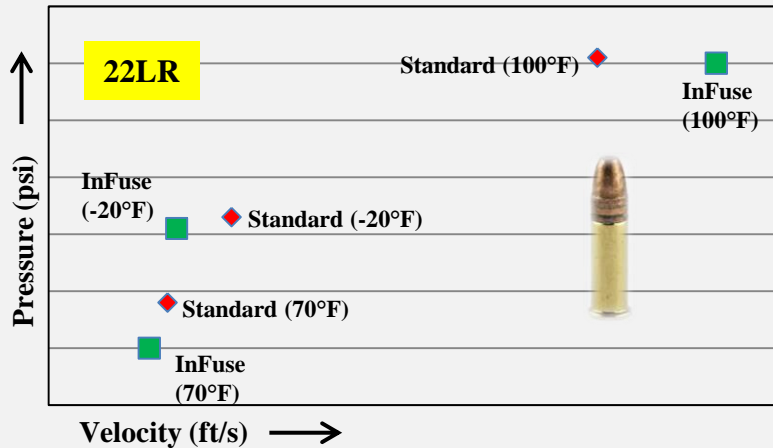 22LR
Standard (100°F)
InFuse
(100°F)
InFuse
(-20°F)
Standard (-20°F)
Standard (70°F)
InFuse
(70°F)
Pressure (psi)
Velocity (ft/s)